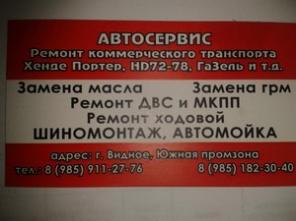 АВТОСЕРВИС
Ремонт коммерческого транспорта
Хенде Портер, HD72-78, ГаЗель и т.д.
Замена масла Замена грм
Ремонт ДВС и МКПП
Ремонт ходовой
ШИНОМОНТАЖ, АВТОМОЙКА
адрес: г. Видное, Южная промзона
тел.: 8 (985) 911-27-76 8 (985) 182-30-40